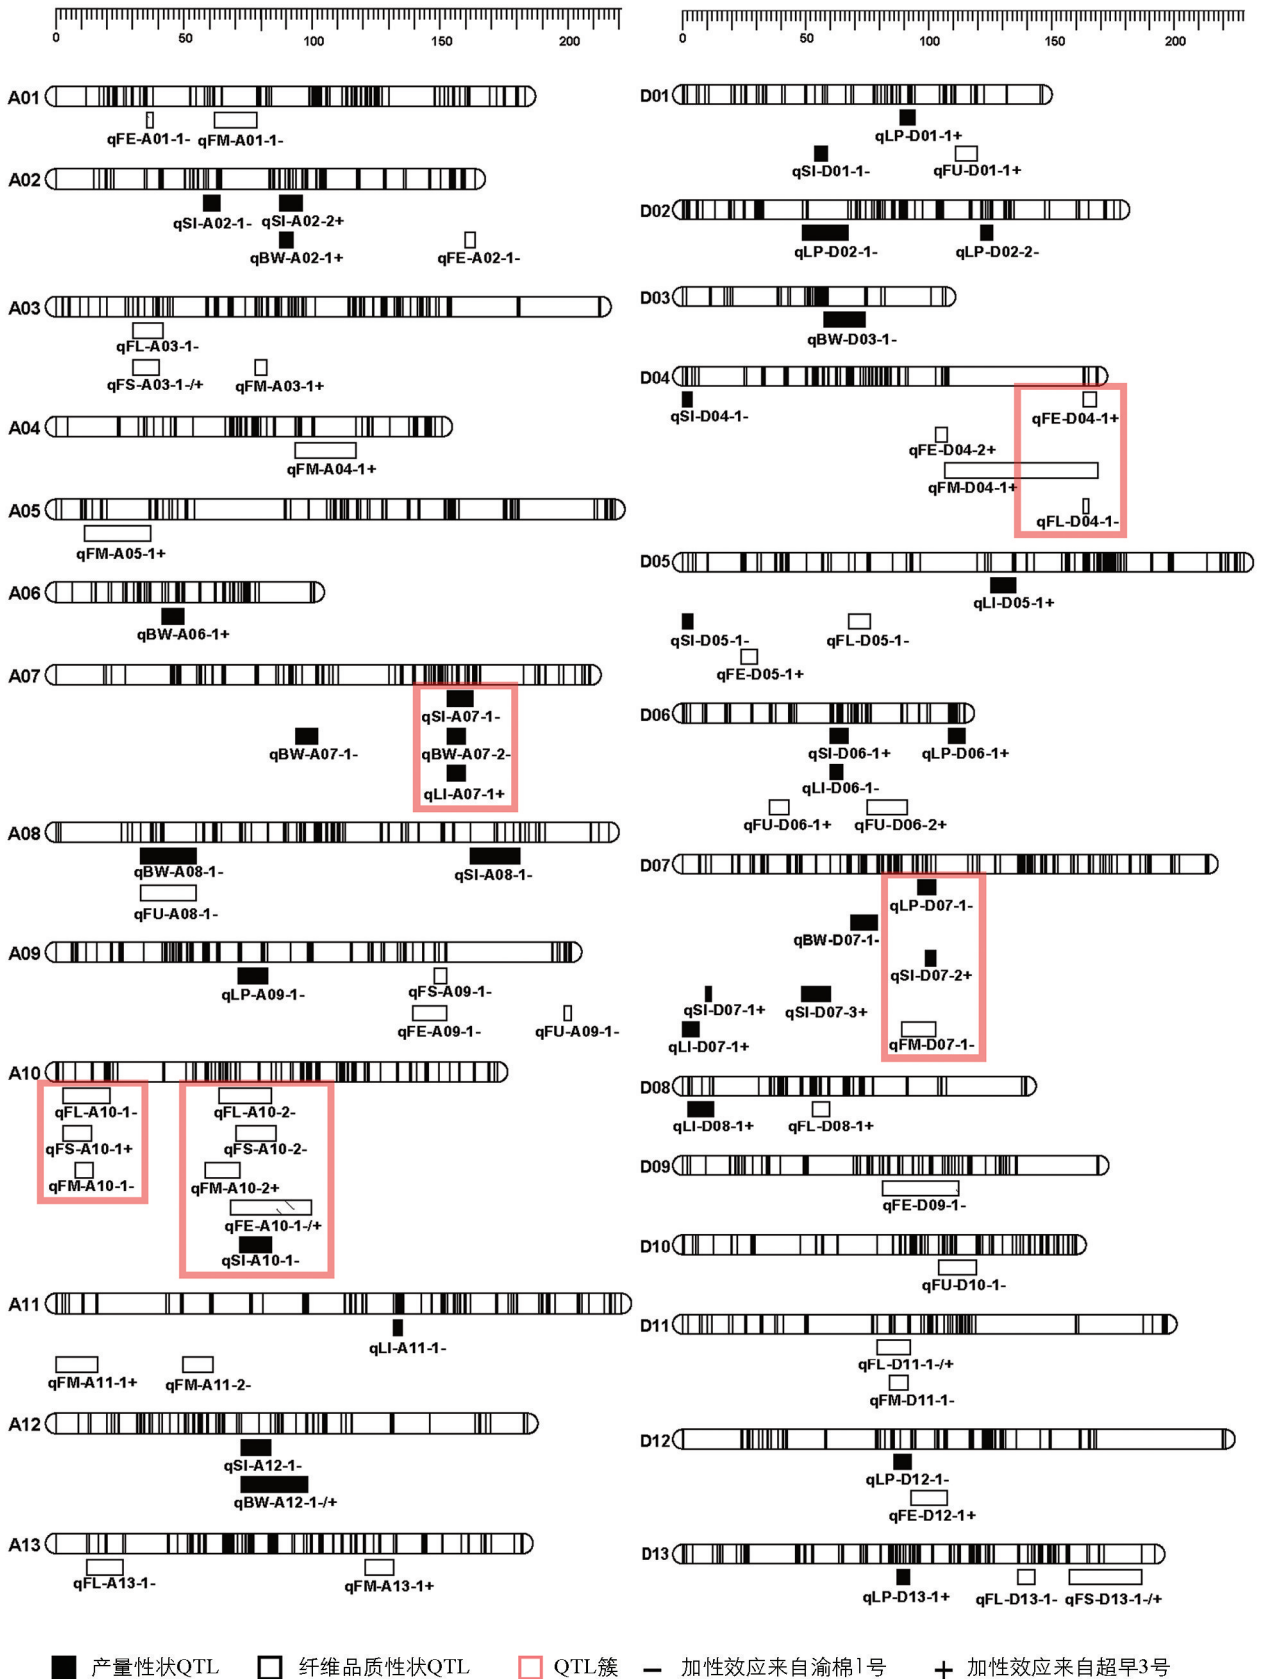 0 50 100 150 200
A01
qFE-A01-1- qFM-A01-1-
A02
qSI-A02-1- qSI-A02-2+
qBW-A02-1+ qFE-A02-1-
A03
qFL-A03-1-
qFS-A03-1-/+ qFM-A03-1+
A04
qFM-A04-1+
A05
qFM-A05-1+
A06
qBW-A06-1+
A07
qSI-A07-1-
qBW-A07-1- qBW-A07-2-
qLI-A07-1+
A08
qBW-A08-1- qSI-A08-1-
qFU-A08-1-
A09
qLP-A09-1- qFS-A09-1-
qFE-A09-1- qFU-A09-1-
A10
qFL-A10-1- qFL-A10-2-
qFS-A10-1+ qFS-A10-2-
qFM-A10-1- qFM-A10-2+
qFE-A10-1-/+
qSI-A10-1-
A11
qLI-A11-1-
qFM-A11-1+ qFM-A11-2-
A12
qSI-A12-1-
qBW-A12-1-/+
A13
qFL-A13-1- qFM-A13-1+
0 50 100 150 200
D01
qLP-D01-1+
qSI-D01-1- qFU-D01-1+
D02
qLP-D02-1- qLP-D02-2-
D03
qBW-D03-1-
D04
qSI-D04-1- qFE-D04-1+
qFE-D04-2+
qFM-D04-1+
qFL-D04-1-
D05
qLI-D05-1+
qSI-D05-1- qFL-D05-1-
qFE-D05-1+
D06
qSI-D06-1+ qLP-D06-1+
qLI-D06-1-
qFU-D06-1+ qFU-D06-2+
D07
qLP-D07-1-
qBW-D07-1-
qSI-D07-2+
qSI-D07-1+ qSI-D07-3+
qLI-D07-1+ qFM-D07-1-
D08
qLI-D08-1+ qFL-D08-1+
D09
qFE-D09-1-
D10
qFU-D10-1-
D11
qFL-D11-1-/+
qFM-D11-1-
D12
qLP-D12-1-
qFE-D12-1+
D13
qLP-D13-1+ qFL-D13-1- qFS-D13-1-/+
产量性状QTL 纤维品质性状QTL QTL簇 − 加性效应来自渝棉1号 + 加性效应来自超早3号